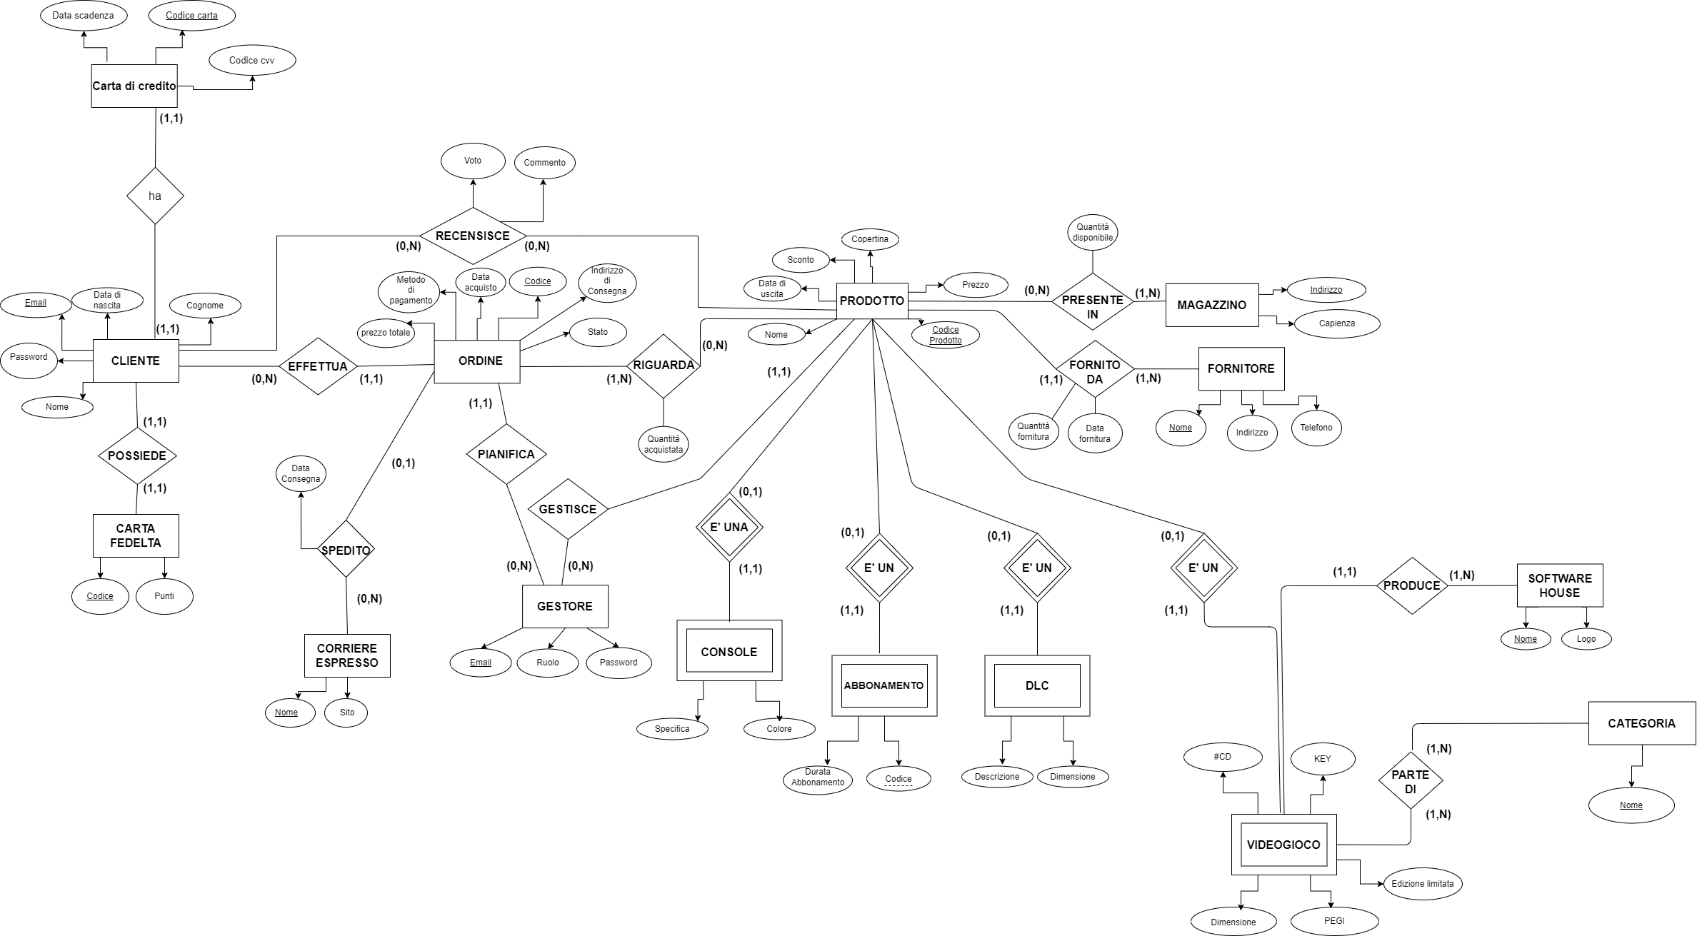 Data scadenza
Codice carta
Codice cvv
Carta di credito
(1,1)
ha
(1,1)
Voto
Commento
RECENSISCE
(0,N)
(0,N)
Email
Data di
nascita
Cognome
Password
CLIENTE
Nome
(0,N)
EFFETTUA
(1,1)
Metodo
di
pagamento
Data
acquisto
Codice
Indirizzo
di
Consegna
prezzo totale
Stato
ORDINE
(1,N)
RIGUARDA
(0,N)
Quantità
acquistata
Sconto
Copertina
Data di
uscita
Prezzo
PRODOTTO
Nome
Codice
Prodotto
Quantità
disponibile
(0,N)
PRESENTE
IN
(1,N)
MAGAZZINO
Indirizzo
Capienza
(1,1)
FORNITO
DA
(1,N)
FORNITORE
Quantità
fornitura
Data
fornitura
Nome
Indirizzo
Telefono
(1,1)
POSSIEDE
(1,1)
CARTA
FEDELTA
Codice
Punti
(0,1)
Data
Consegna
SPEDITO
(0,N)
CORRIERE
ESPRESSO
Nome
Sito
(1,1)
PIANIFICA
(0,N)
(1,1)
GESTISCE
(0,N)
GESTORE
Email
Ruolo
Password
(0,1)
E' UNA
(1,1)
CONSOLE
Specifica
Colore
(0,1)
E' UN
(1,1)
ABBONAMENTO
Durata
Abbonamento
Codice
(0,1)
E' UN
(1,1)
DLC
Descrizione
Dimensione
(0,1)
E' UN
(1,1)
(1,1)
PRODUCE
(1,N)
SOFTWARE
HOUSE
Nome
Logo
CATEGORIA
Nome
(1,N)
PARTE
DI
(1,N)
#CD
KEY
VIDEOGIOCO
Edizione limitata
Dimensione
PEGI